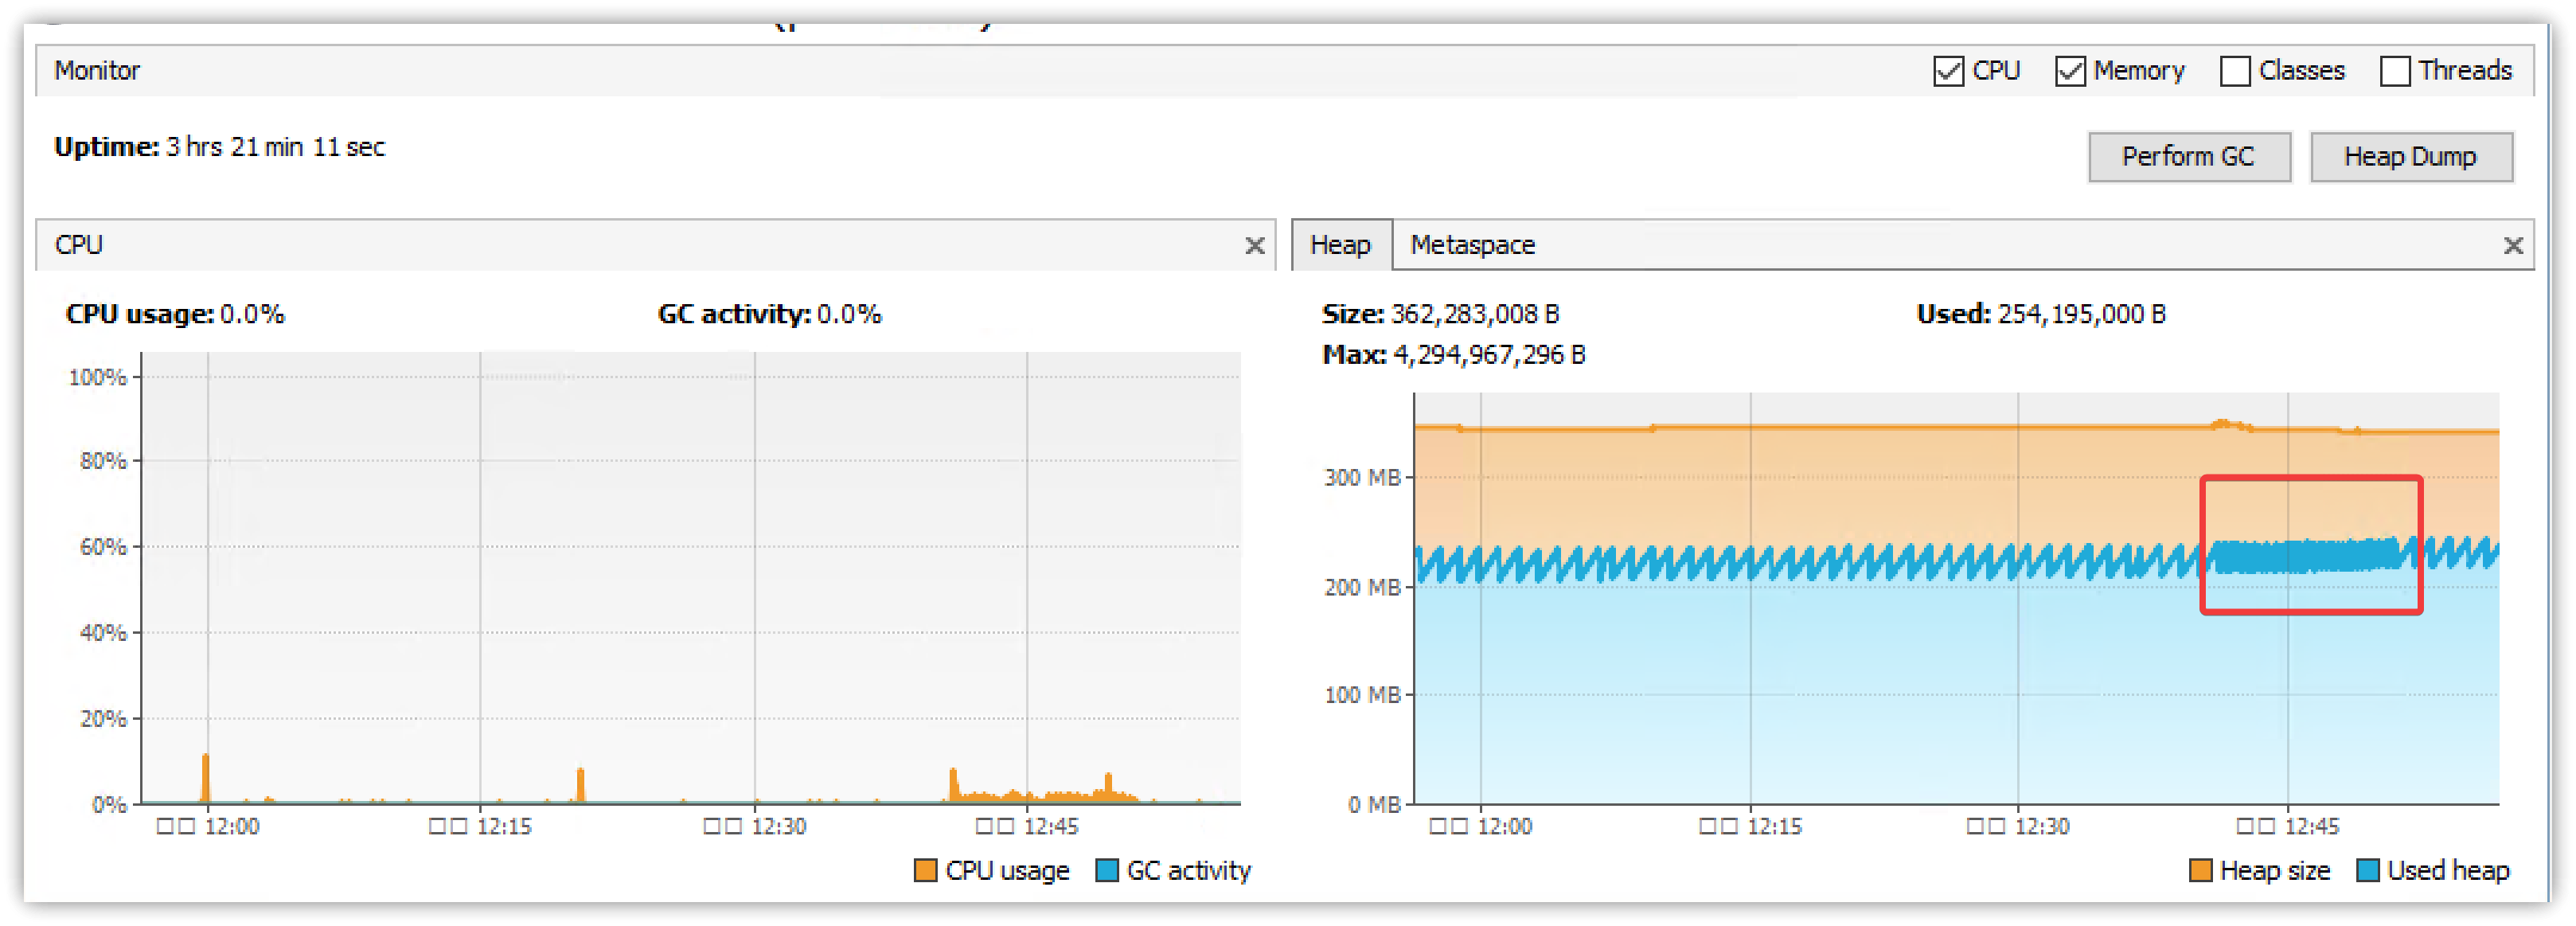 Monitor
CPU
Memory
Classes
Threads
Uptime: 3 hrs 21 min 11 sec
Perform GC
Heap Dump
CPU
CPU usage: 0.0%
GC activity: 0.0%
100%
80%
60%
40%
20%
0%
12:00
12:15
12:30
12:45
CPU usage
GC activity
Heap
Metaspace
Size: 362,283,008 B
Used: 254,195,000 B
Max: 4,294,967,296 B
300 MB
200 MB
100 MB
0 MB
12:00
12:15
12:30
12:45
Heap size
Used heap